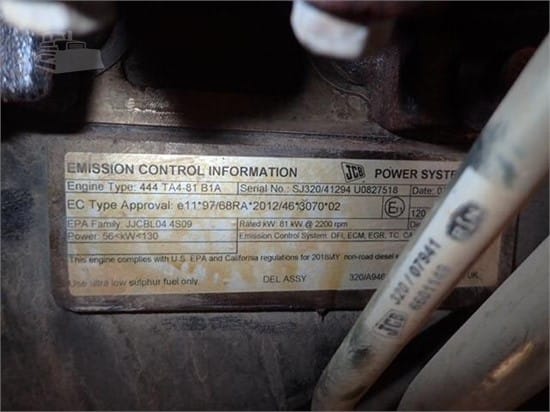 EMISSION CONTROL INFORMATION JCB POWER SYSTE
Engine Type: 444 TA4-81 B1A Serial No.: SJ320/41294 U0827518 Date: 0
EC Type Approval: e11*97/68RA*2012/46*3070*02 E11 120
EPA Family: JJCBL04.4S09 Rated kW: 81 kW @ 2200 rpm
Power: 56<kW<130 Emission Control System: DFI, ECM, EGR, TC, CA
This engine complies with U.S. EPA and California regulations for 2018MY non-road diesel
Use ultra low sulphur fuel only. DEL ASSY 320/A946 UK.
JCB 320/07541